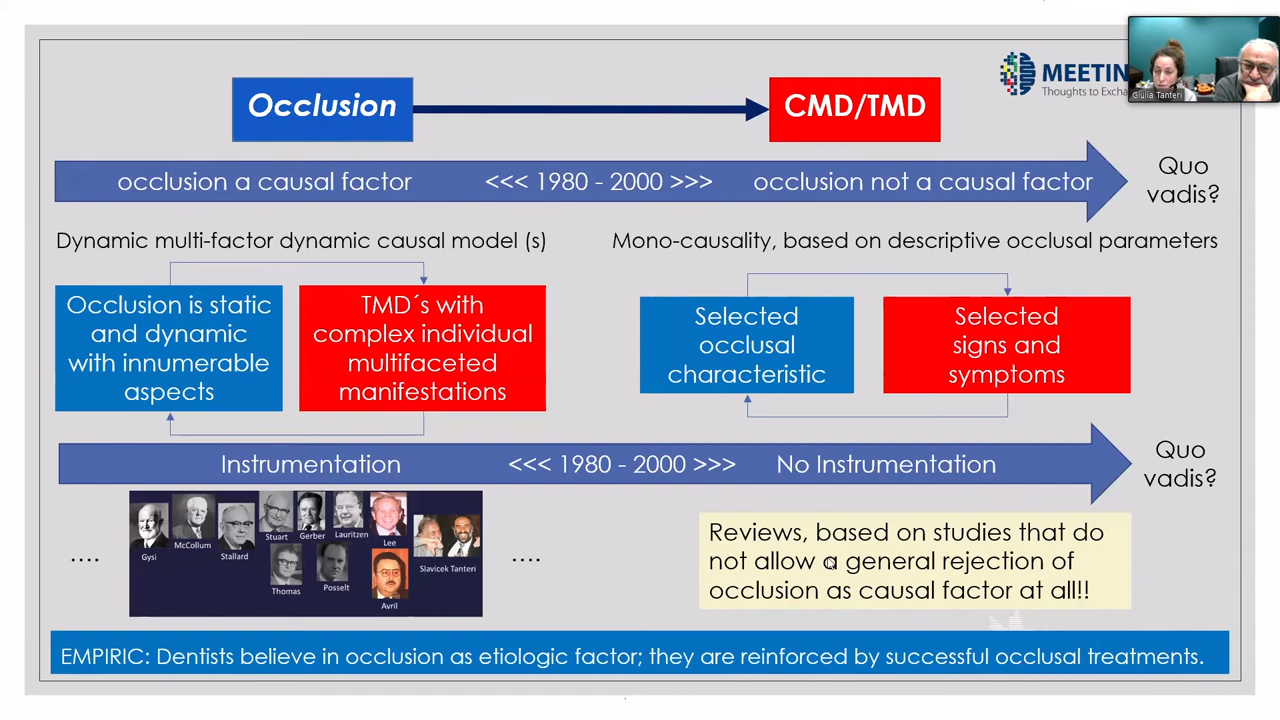 MEETIN
Thoughts to Excha
Giulia Tanteri
Occlusion
CMD/TMD
occlusion a causal factor <<< 1980 - 2000 >>> occlusion not a causal factor
Quo
vadis?
Dynamic multi-factor dynamic causal model (s)
Mono-causality, based on descriptive occlusal parameters
Occlusion is static
and dynamic
with innumerable
aspects
TMD´s with
complex individual
multifaceted
manifestations
Selected
occlusal
characteristic
Selected
signs and
symptoms
Instrumentation <<< 1980 - 2000 >>> No Instrumentation
Quo
vadis?
....
Gysi
McCollum
Stallard
Stuart
Gerber
Lauritzen
Lee
Thomas
Posselt
Avril
Slavicek Tanteri
....
Reviews, based on studies that do
not allow a general rejection of
occlusion as causal factor at all!!
EMPIRIC: Dentists believe in occlusion as etiologic factor; they are reinforced by successful occlusal treatments.